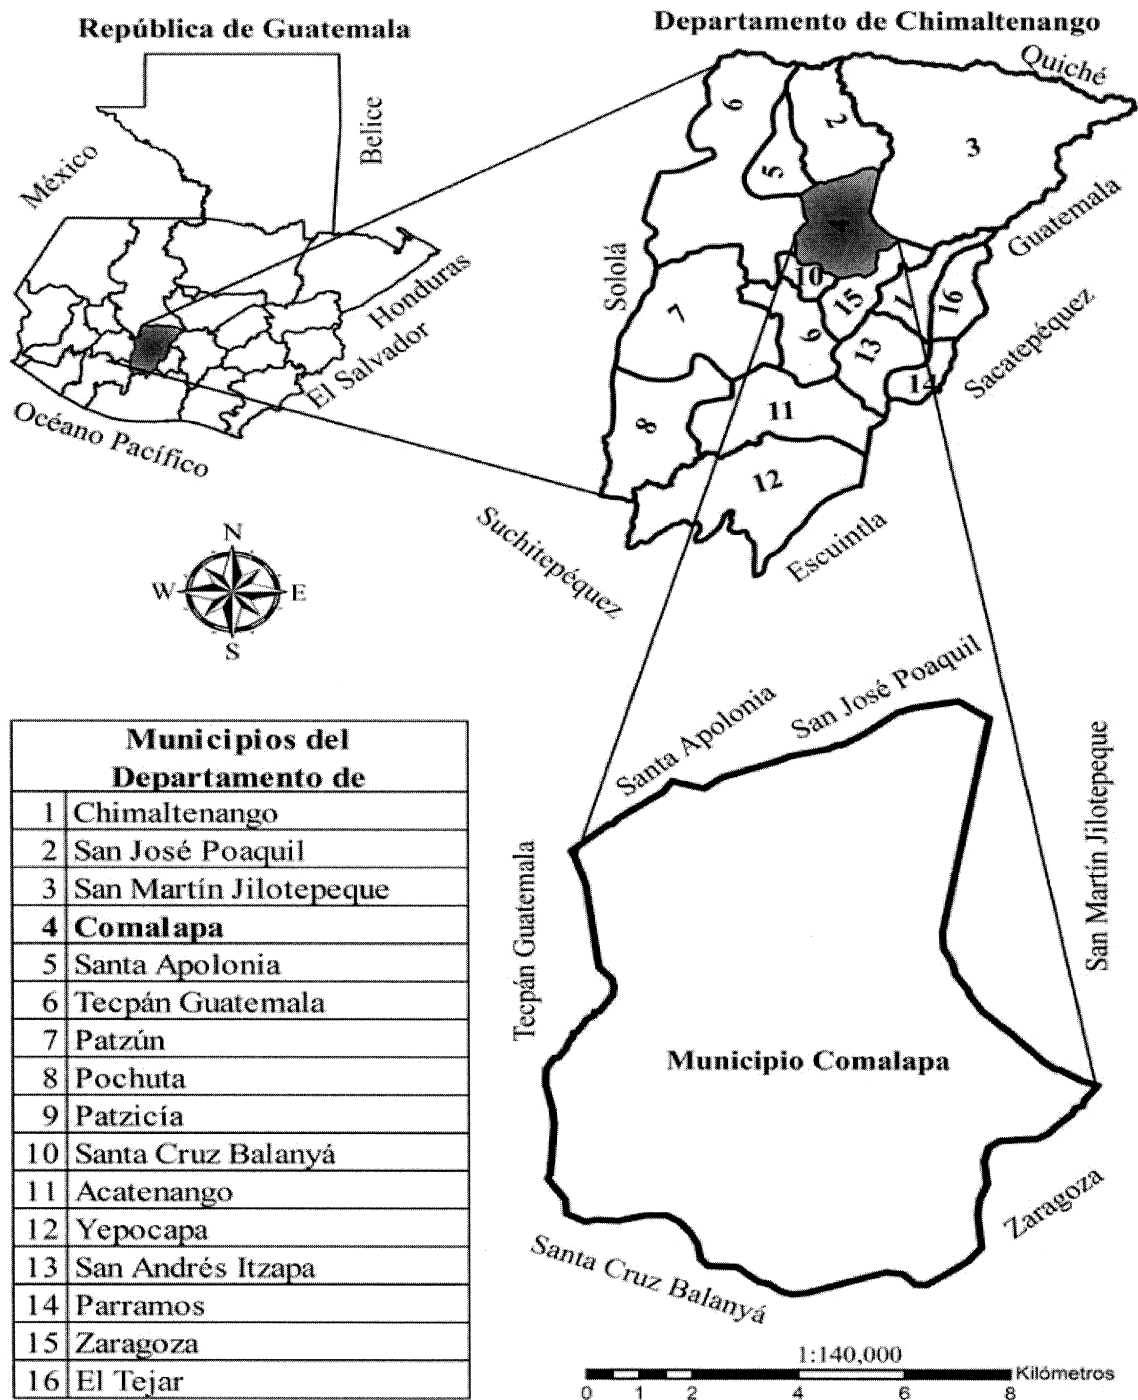 República de Guatemala
Departamento de Chimaltenango
México
Belice
Honduras
El Salvador
Océano Pacífico
Quiché
Guatemala
Sololá
Sacatepéquez
Escuintla
Suchitepéquez
6
2
3
5
4
10
7
15
1
16
9
13
14
8
11
12
N
W
E
S
Municipios del
Departamento de
1 Chimaltenango
2 San José Poaquil
3 San Martín Jilotepeque
4 Comalapa
5 Santa Apolonia
6 Tecpán Guatemala
7 Patzún
8 Pochuta
9 Patzicía
10 Santa Cruz Balanyá
11 Acatenango
12 Yepocapa
13 San Andrés Itzapa
14 Parramos
15 Zaragoza
16 El Tejar
Santa Apolonia
San José Poaquil
San Martín Jilotepeque
Tecpán Guatemala
Municipio Comalapa
Zaragoza
Santa Cruz Balanyá
1:140,000
Kilómetros
0 1 2 4 6 8